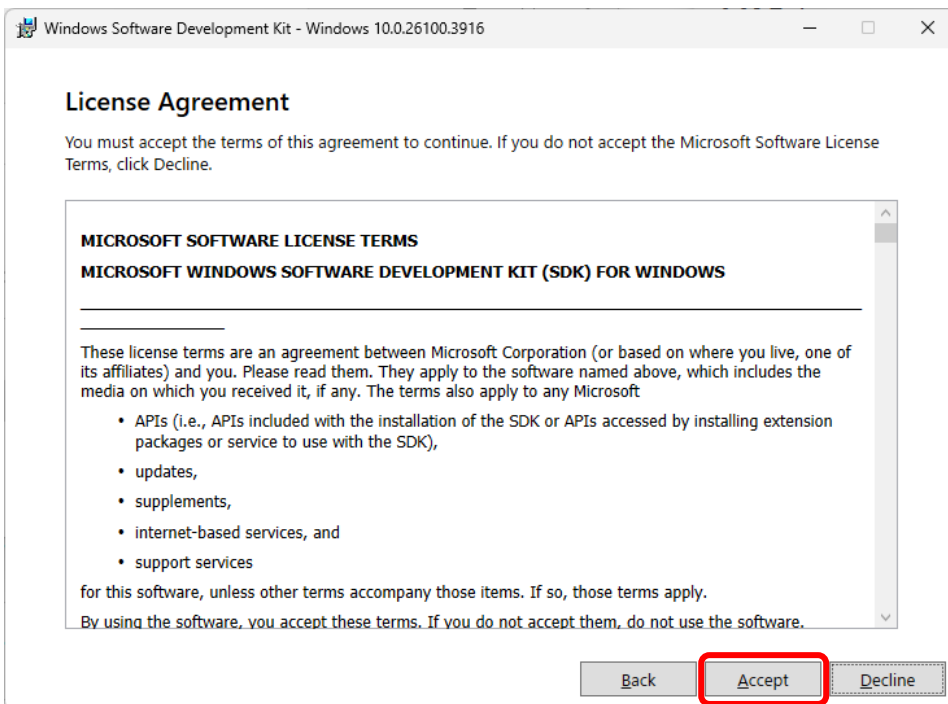 Windows Software Development Kit - Windows 10.0.26100.3916
License Agreement
You must accept the terms of this agreement to continue. If you do not accept the Microsoft Software License
Terms, click Decline.
MICROSOFT SOFTWARE LICENSE TERMS
MICROSOFT WINDOWS SOFTWARE DEVELOPMENT KIT (SDK) FOR WINDOWS
These license terms are an agreement between Microsoft Corporation (or based on where you live, one of
its affiliates) and you. Please read them. They apply to the software named above, which includes the
media on which you received it, if any. The terms also apply to any Microsoft
• APIs (i.e., APIs included with the installation of the SDK or APIs accessed by installing extension
packages or service to use with the SDK),
• updates,
• supplements,
• internet-based services, and
• support services
for this software, unless other terms accompany those items. If so, those terms apply.
By using the software, you accept these terms. If you do not accept them, do not use the software.
Back Accept Decline